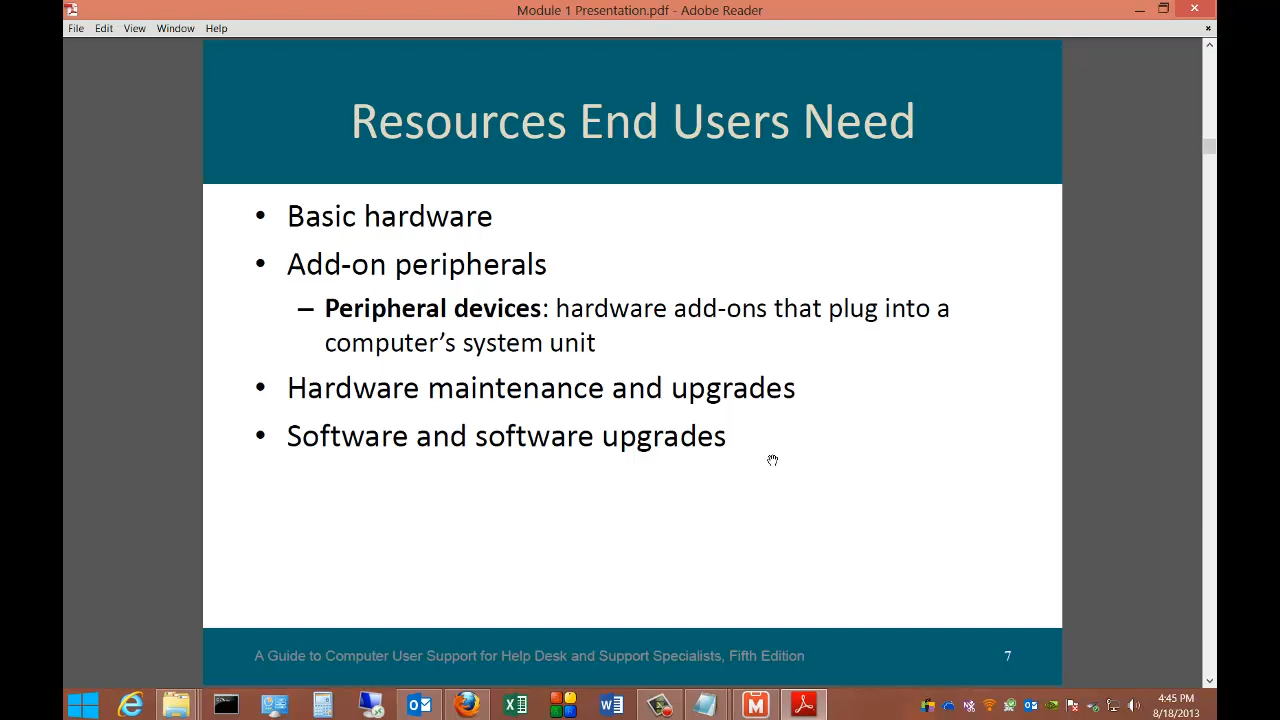 Module 1 Presentation.pdf - Adobe Reader
File Edit View Window Help
Resources End Users Need
• Basic hardware
• Add-on peripherals
– Peripheral devices: hardware add-ons that plug into a
computer’s system unit
• Hardware maintenance and upgrades
• Software and software upgrades
A Guide to Computer User Support for Help Desk and Support Specialists, Fifth Edition 7
4:45 PM
8/18/2013